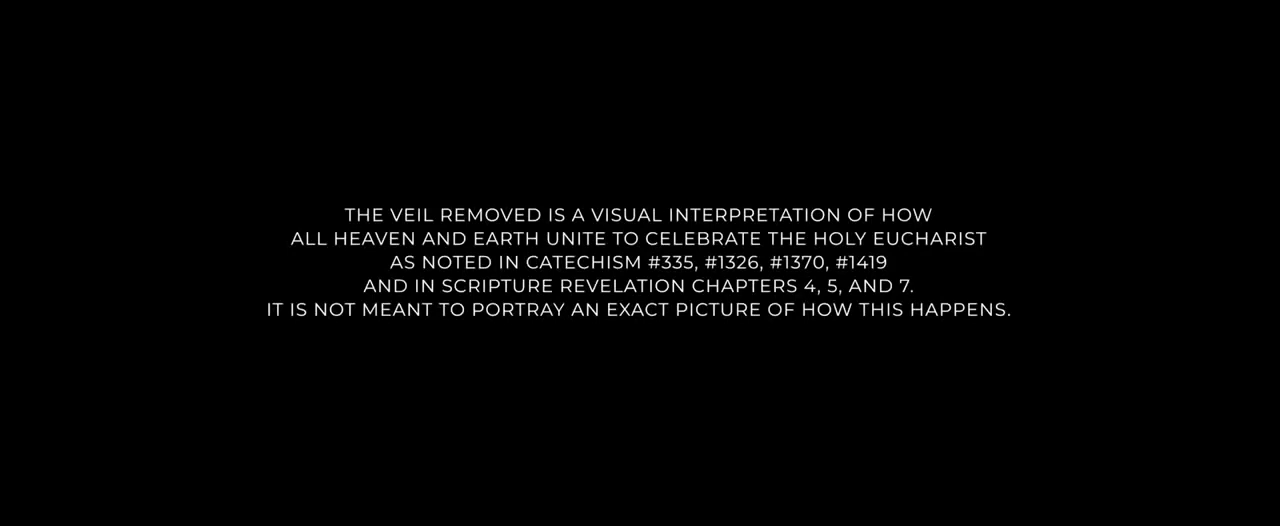 THE VEIL REMOVED IS A VISUAL INTERPRETATION OF HOW
ALL HEAVEN AND EARTH UNITE TO CELEBRATE THE HOLY EUCHARIST
AS NOTED IN CATECHISM #335, #1326, #1370, #1419
AND IN SCRIPTURE REVELATION CHAPTERS 4, 5, AND 7.
IT IS NOT MEANT TO PORTRAY AN EXACT PICTURE OF HOW THIS HAPPENS.